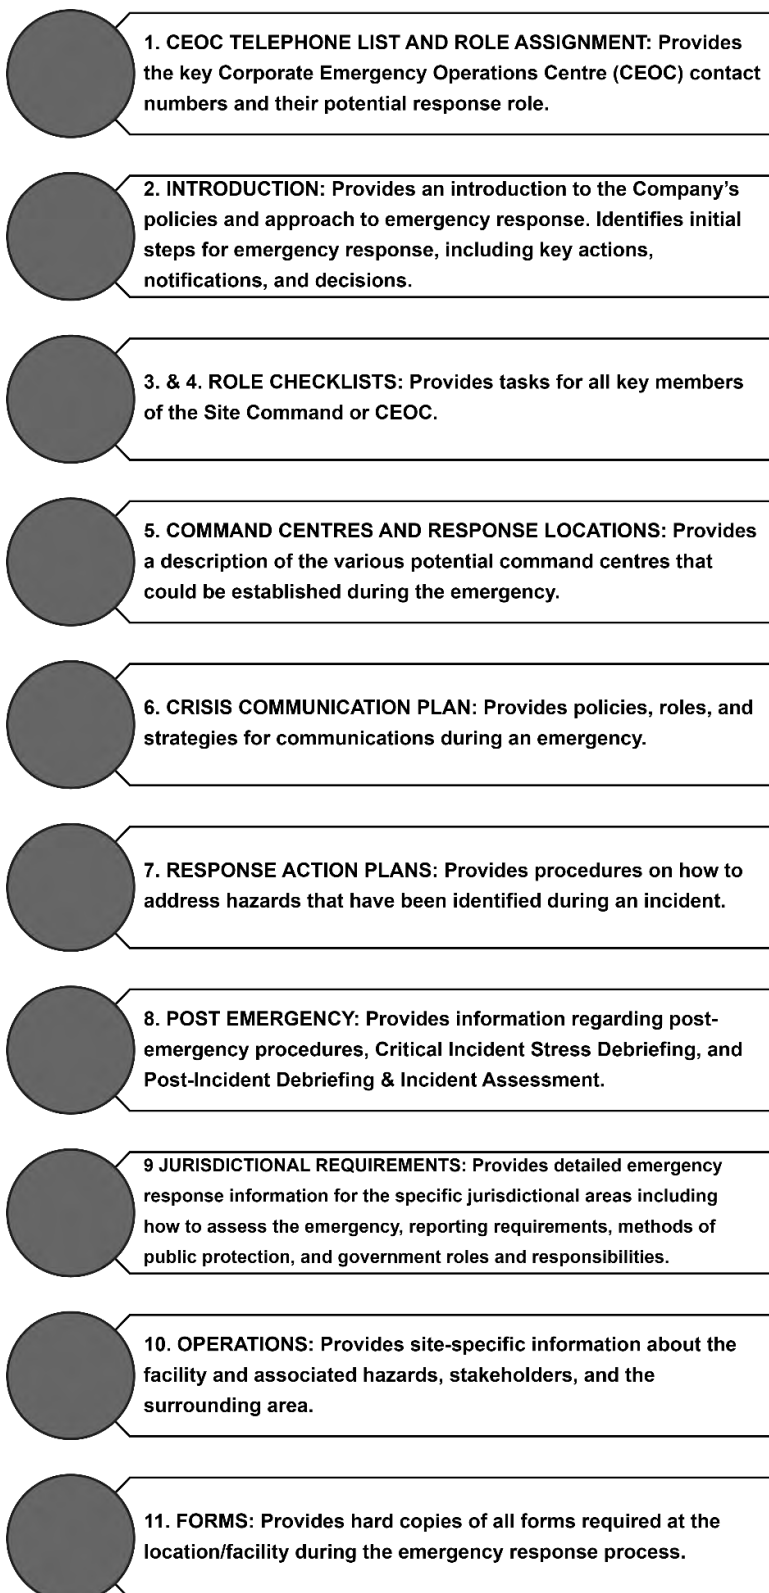 1. CEOC TELEPHONE LIST AND ROLE ASSIGNMENT: Provides
the key Corporate Emergency Operations Centre (CEOC) contact
numbers and their potential response role.
2. INTRODUCTION: Provides an introduction to the Company's
policies and approach to emergency response. Identifies initial
steps for emergency response, including key actions,
notifications, and decisions.
3. & 4. ROLE CHECKLISTS: Provides tasks for all key members
of the Site Command or CEOC.
5. COMMAND CENTRES AND RESPONSE LOCATIONS: Provides
a description of the various potential command centres that
could be established during the emergency.
6. CRISIS COMMUNICATION PLAN: Provides policies, roles, and
strategies for communications during an emergency.
7. RESPONSE ACTION PLANS: Provides procedures on how to
address hazards that have been identified during an incident.
8. POST EMERGENCY: Provides information regarding post-
emergency procedures, Critical Incident Stress Debriefing, and
Post-Incident Debriefing & Incident Assessment.
9 JURISDICTIONAL REQUIREMENTS: Provides detailed emergency
response information for the specific jurisdictional areas including
how to assess the emergency, reporting requirements, methods of
public protection, and government roles and responsibilities.
10. OPERATIONS: Provides site-specific information about the
facility and associated hazards, stakeholders, and the
surrounding area.
11. FORMS: Provides hard copies of all forms required at the
location/facility during the emergency response process.